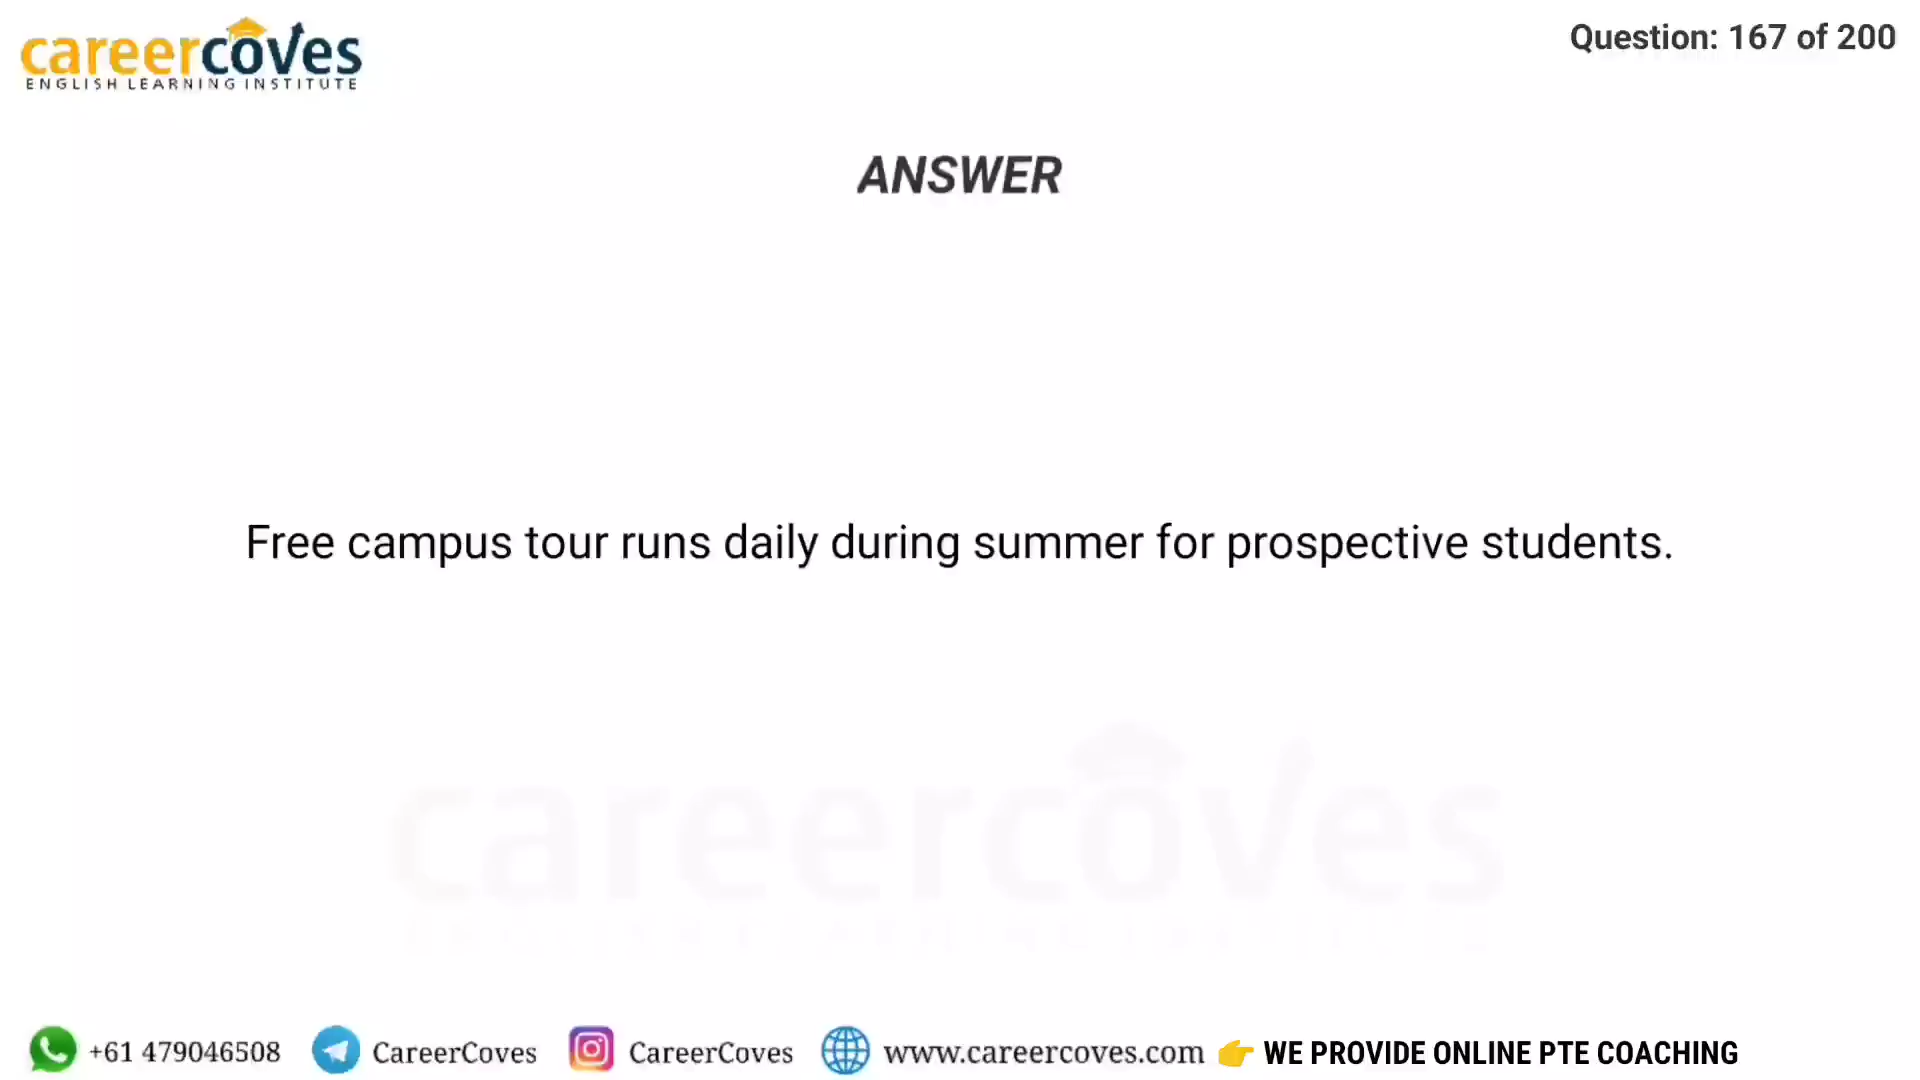 careercoves
ENGLISH LEARNING INSTITUTE
Question: 167 of 200
ANSWER
Free campus tour runs daily during summer for prospective students.
careercoves
+61 479046508 CareerCoves CareerCoves www.careercoves.com 👉 WE PROVIDE ONLINE PTE COACHING